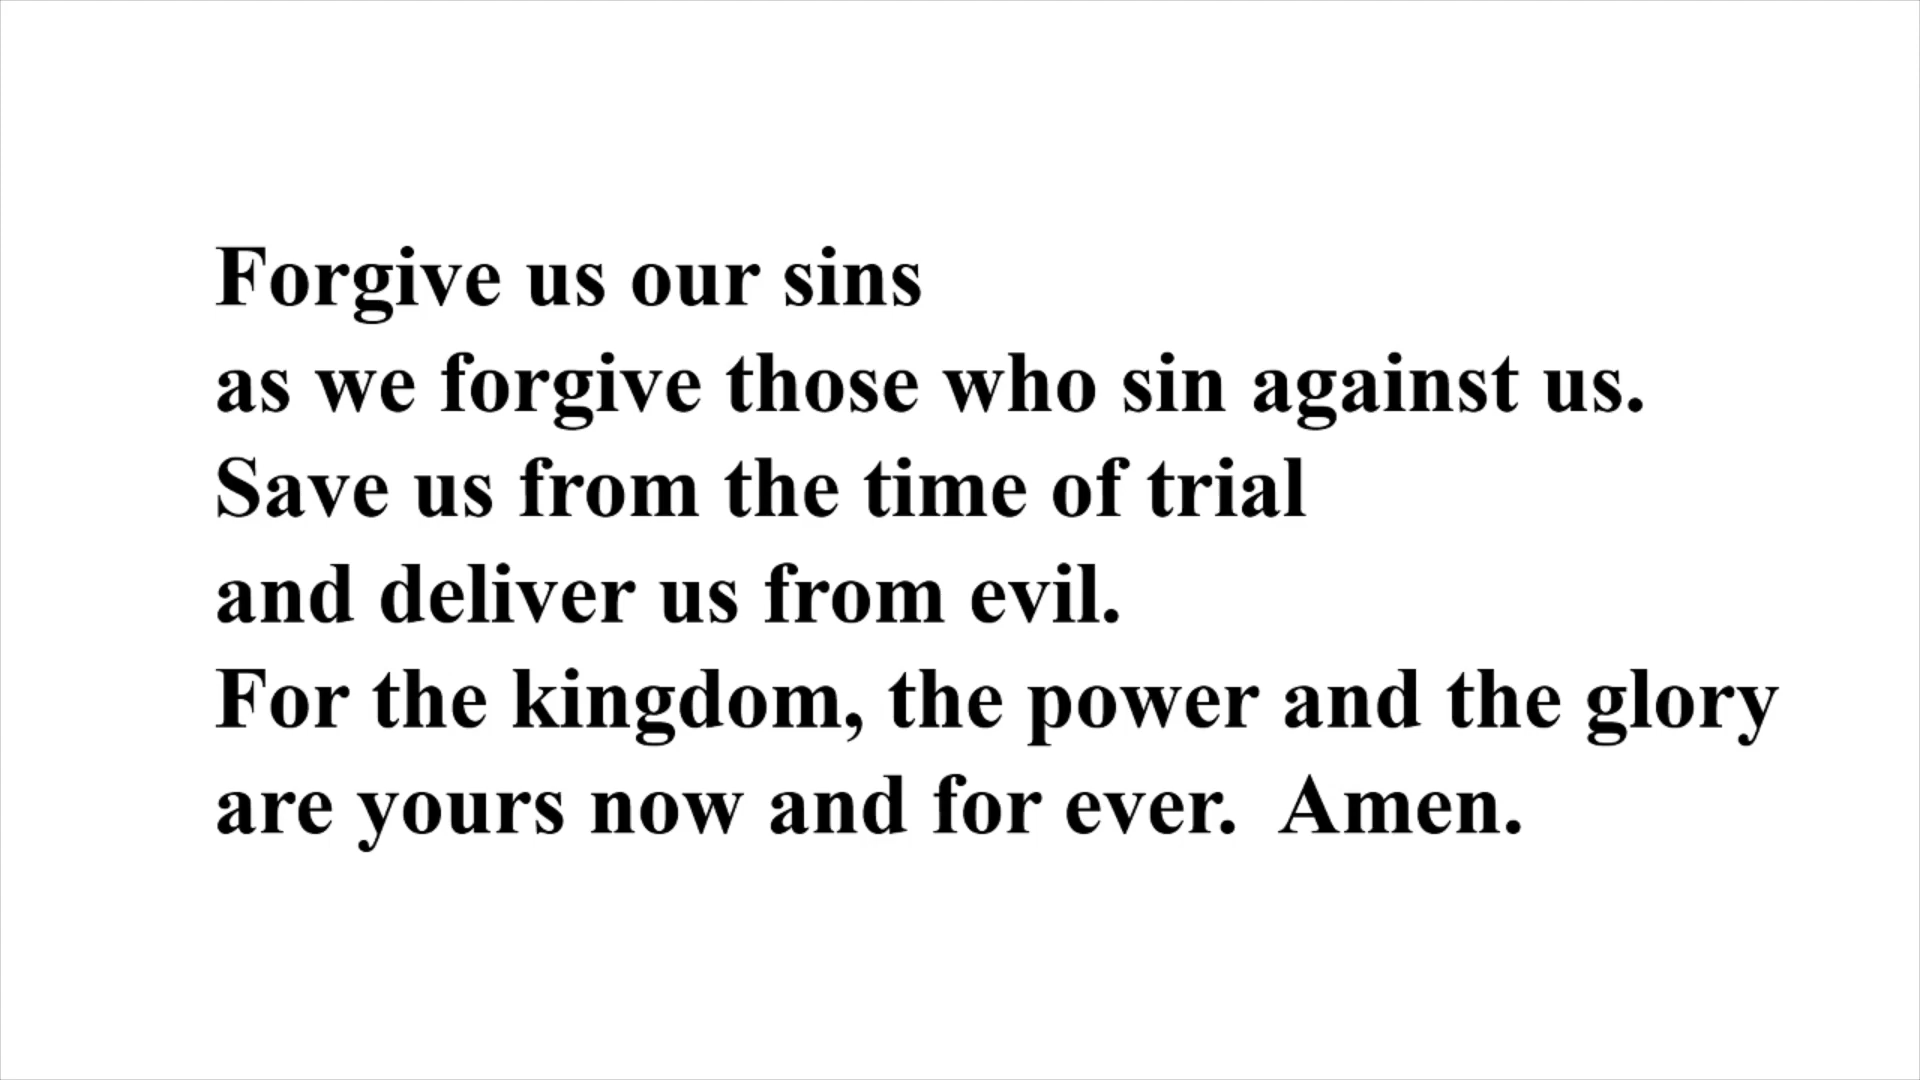 Forgive us our sins
as we forgive those who sin against us.
Save us from the time of trial
and deliver us from evil.
For the kingdom, the power and the glory
are yours now and for ever.  Amen.